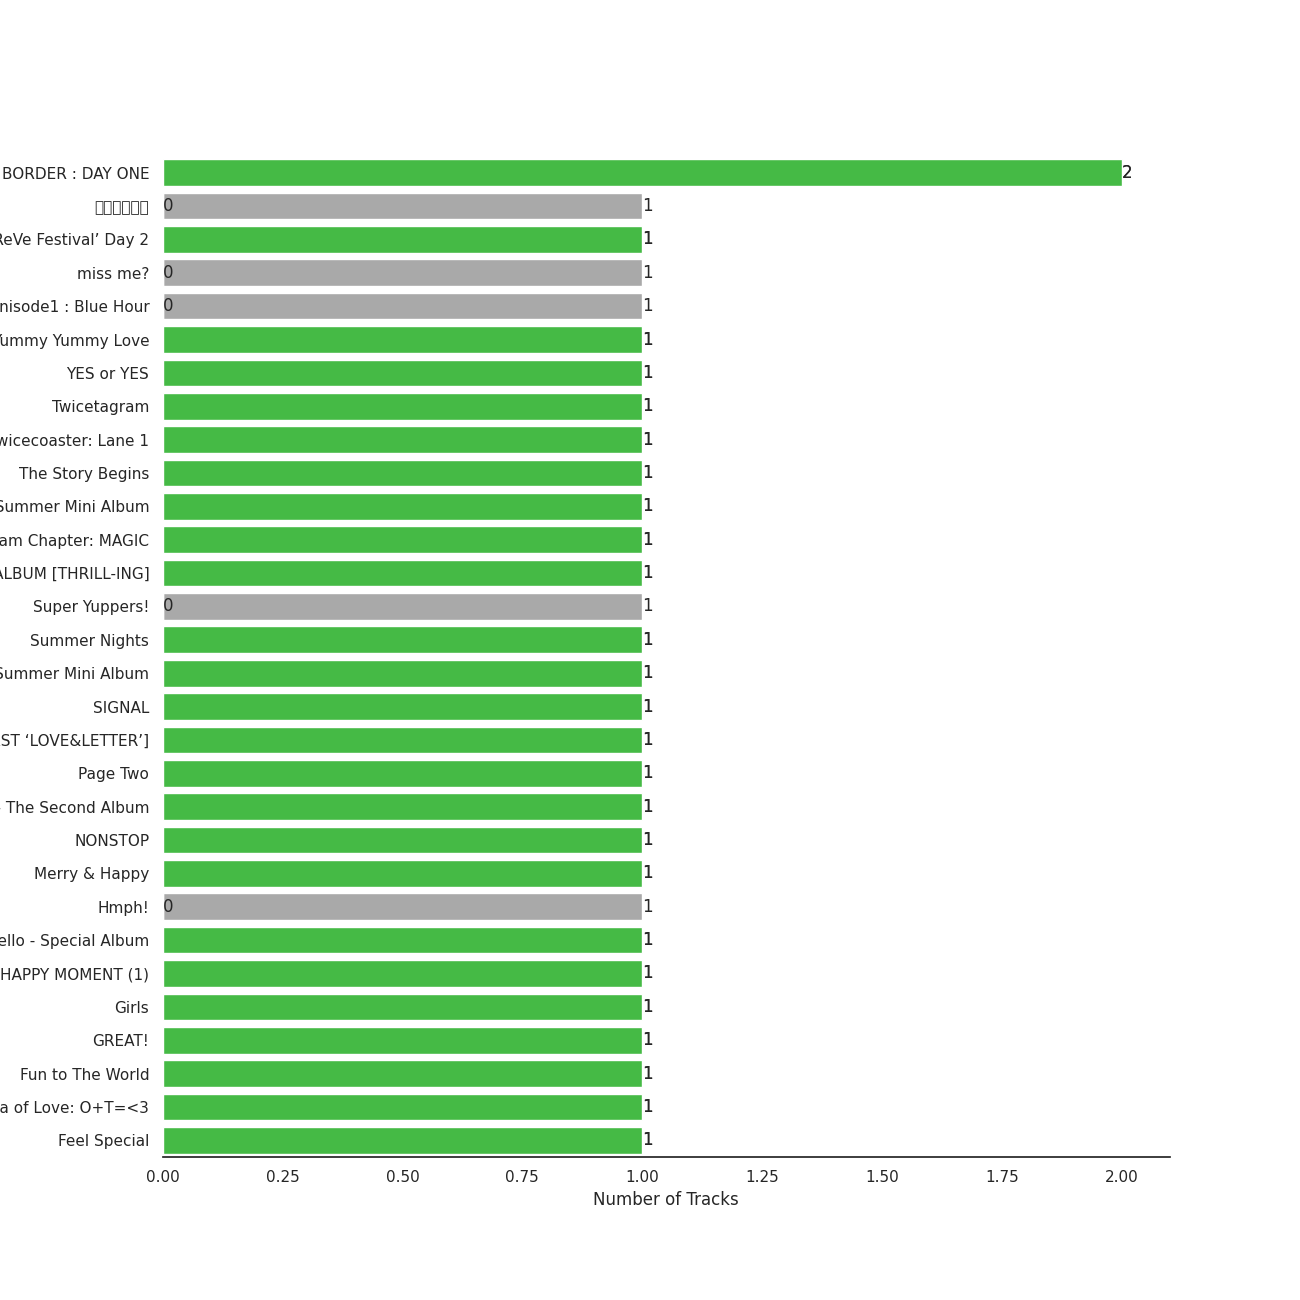 BORDER : DAY ONE 2
0 1
ReVe Festival’ Day 2 1
miss me? 0 1
nisode1 : Blue Hour 0 1
Yummy Yummy Love 1
YES or YES 1
Twicetagram 1
wicecoaster: Lane 1 1
The Story Begins 1
Summer Mini Album 1
am Chapter: MAGIC 1
ALBUM [THRILL-ING] 1
Super Yuppers! 0 1
Summer Nights 1
Summer Mini Album 1
SIGNAL 1
ST ‘LOVE&LETTER’] 1
Page Two 1
The Second Album 1
NONSTOP 1
Merry & Happy 1
Hmph! 0 1
ello - Special Album 1
HAPPY MOMENT (1) 1
Girls 1
GREAT! 1
Fun to The World 1
a of Love: O+T=<3 1
Feel Special 1
0.00 0.25 0.50 0.75 1.00 1.25 1.50 1.75 2.00
Number of Tracks